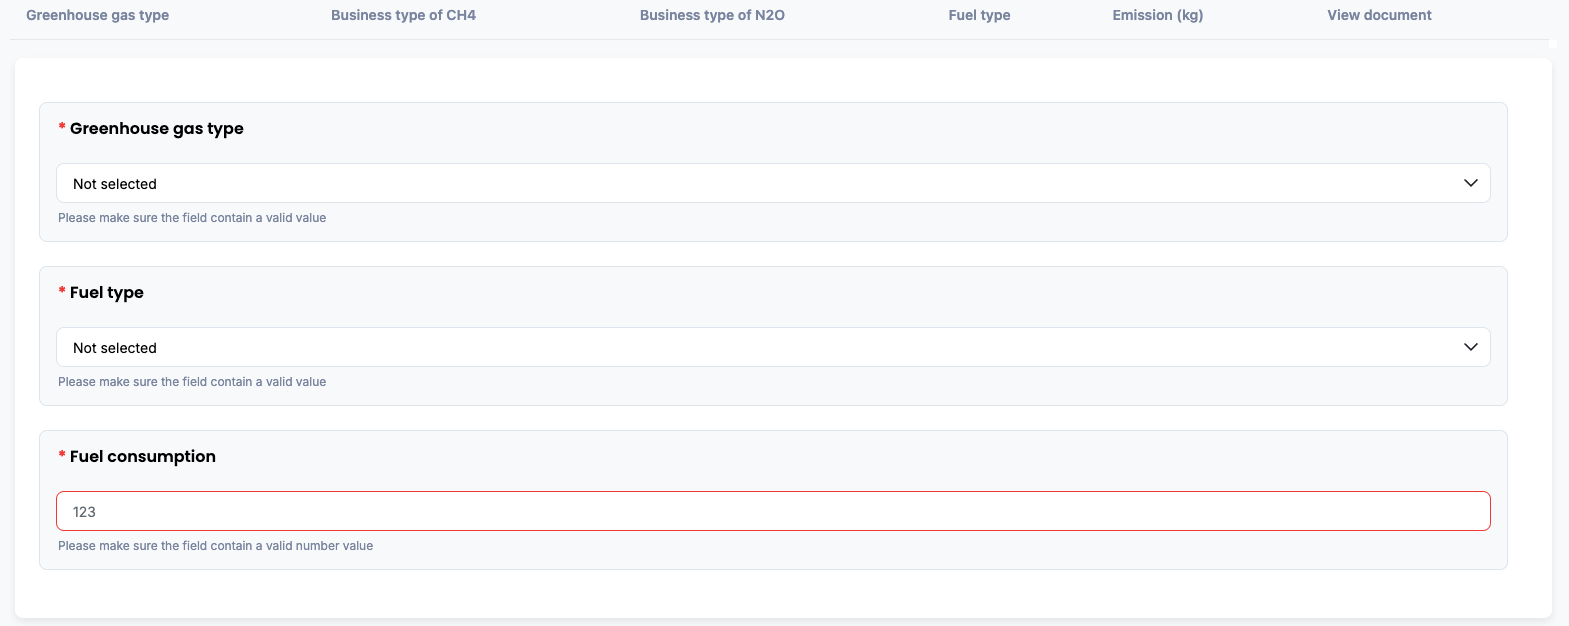 Greenhouse gas type Business type of CH4 Business type of N2O Fuel type Emission (kg) View document
* Greenhouse gas type
Not selected
Please make sure the field contain a valid value
* Fuel type
Not selected
Please make sure the field contain a valid value
* Fuel consumption
123
Please make sure the field contain a valid number value